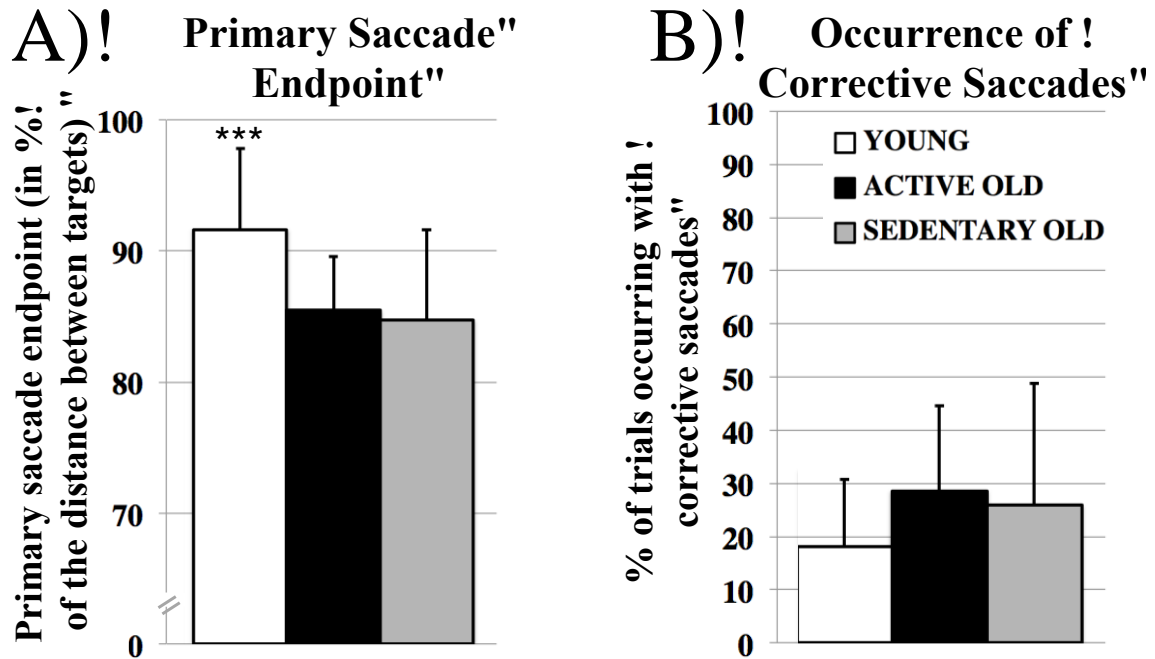 A)!
Primary Saccade"
Endpoint"
Primary saccade endpoint (in %!
of the distance between targets) "
100
90
80
70
0
***
B)!
Occurrence of !
Corrective Saccades"
% of trials occurring with !
corrective saccades"
100
90
80
70
60
50
40
30
20
10
0
YOUNG
ACTIVE OLD
SEDENTARY OLD